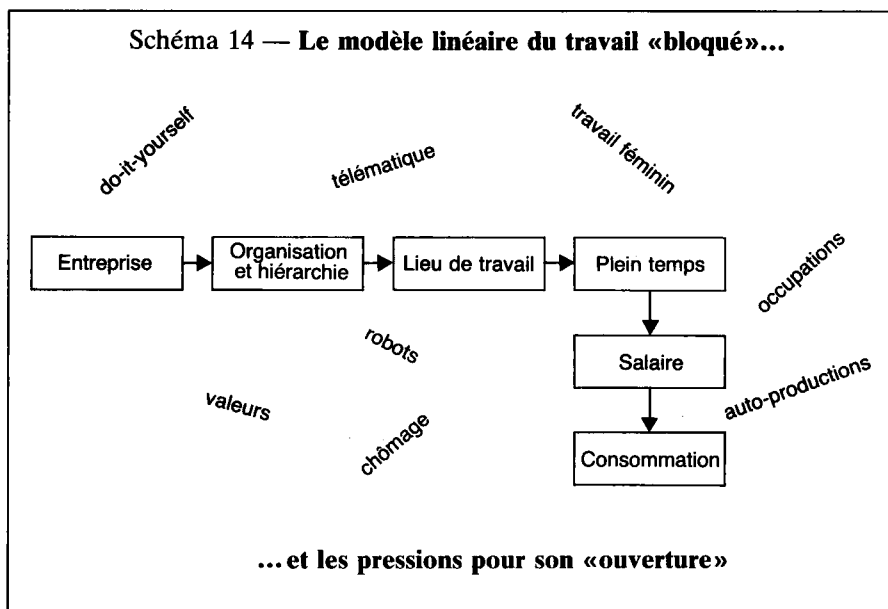 Schéma 14 — Le modèle linéaire du travail «bloqué»...
do-it-yourself
télématique
travail féminin
Entreprise
Organisation
et hiérarchie
Lieu de travail
Plein temps
occupations
robots
Salaire
valeurs
chômage
auto-productions
Consommation
...et les pressions pour son «ouverture»